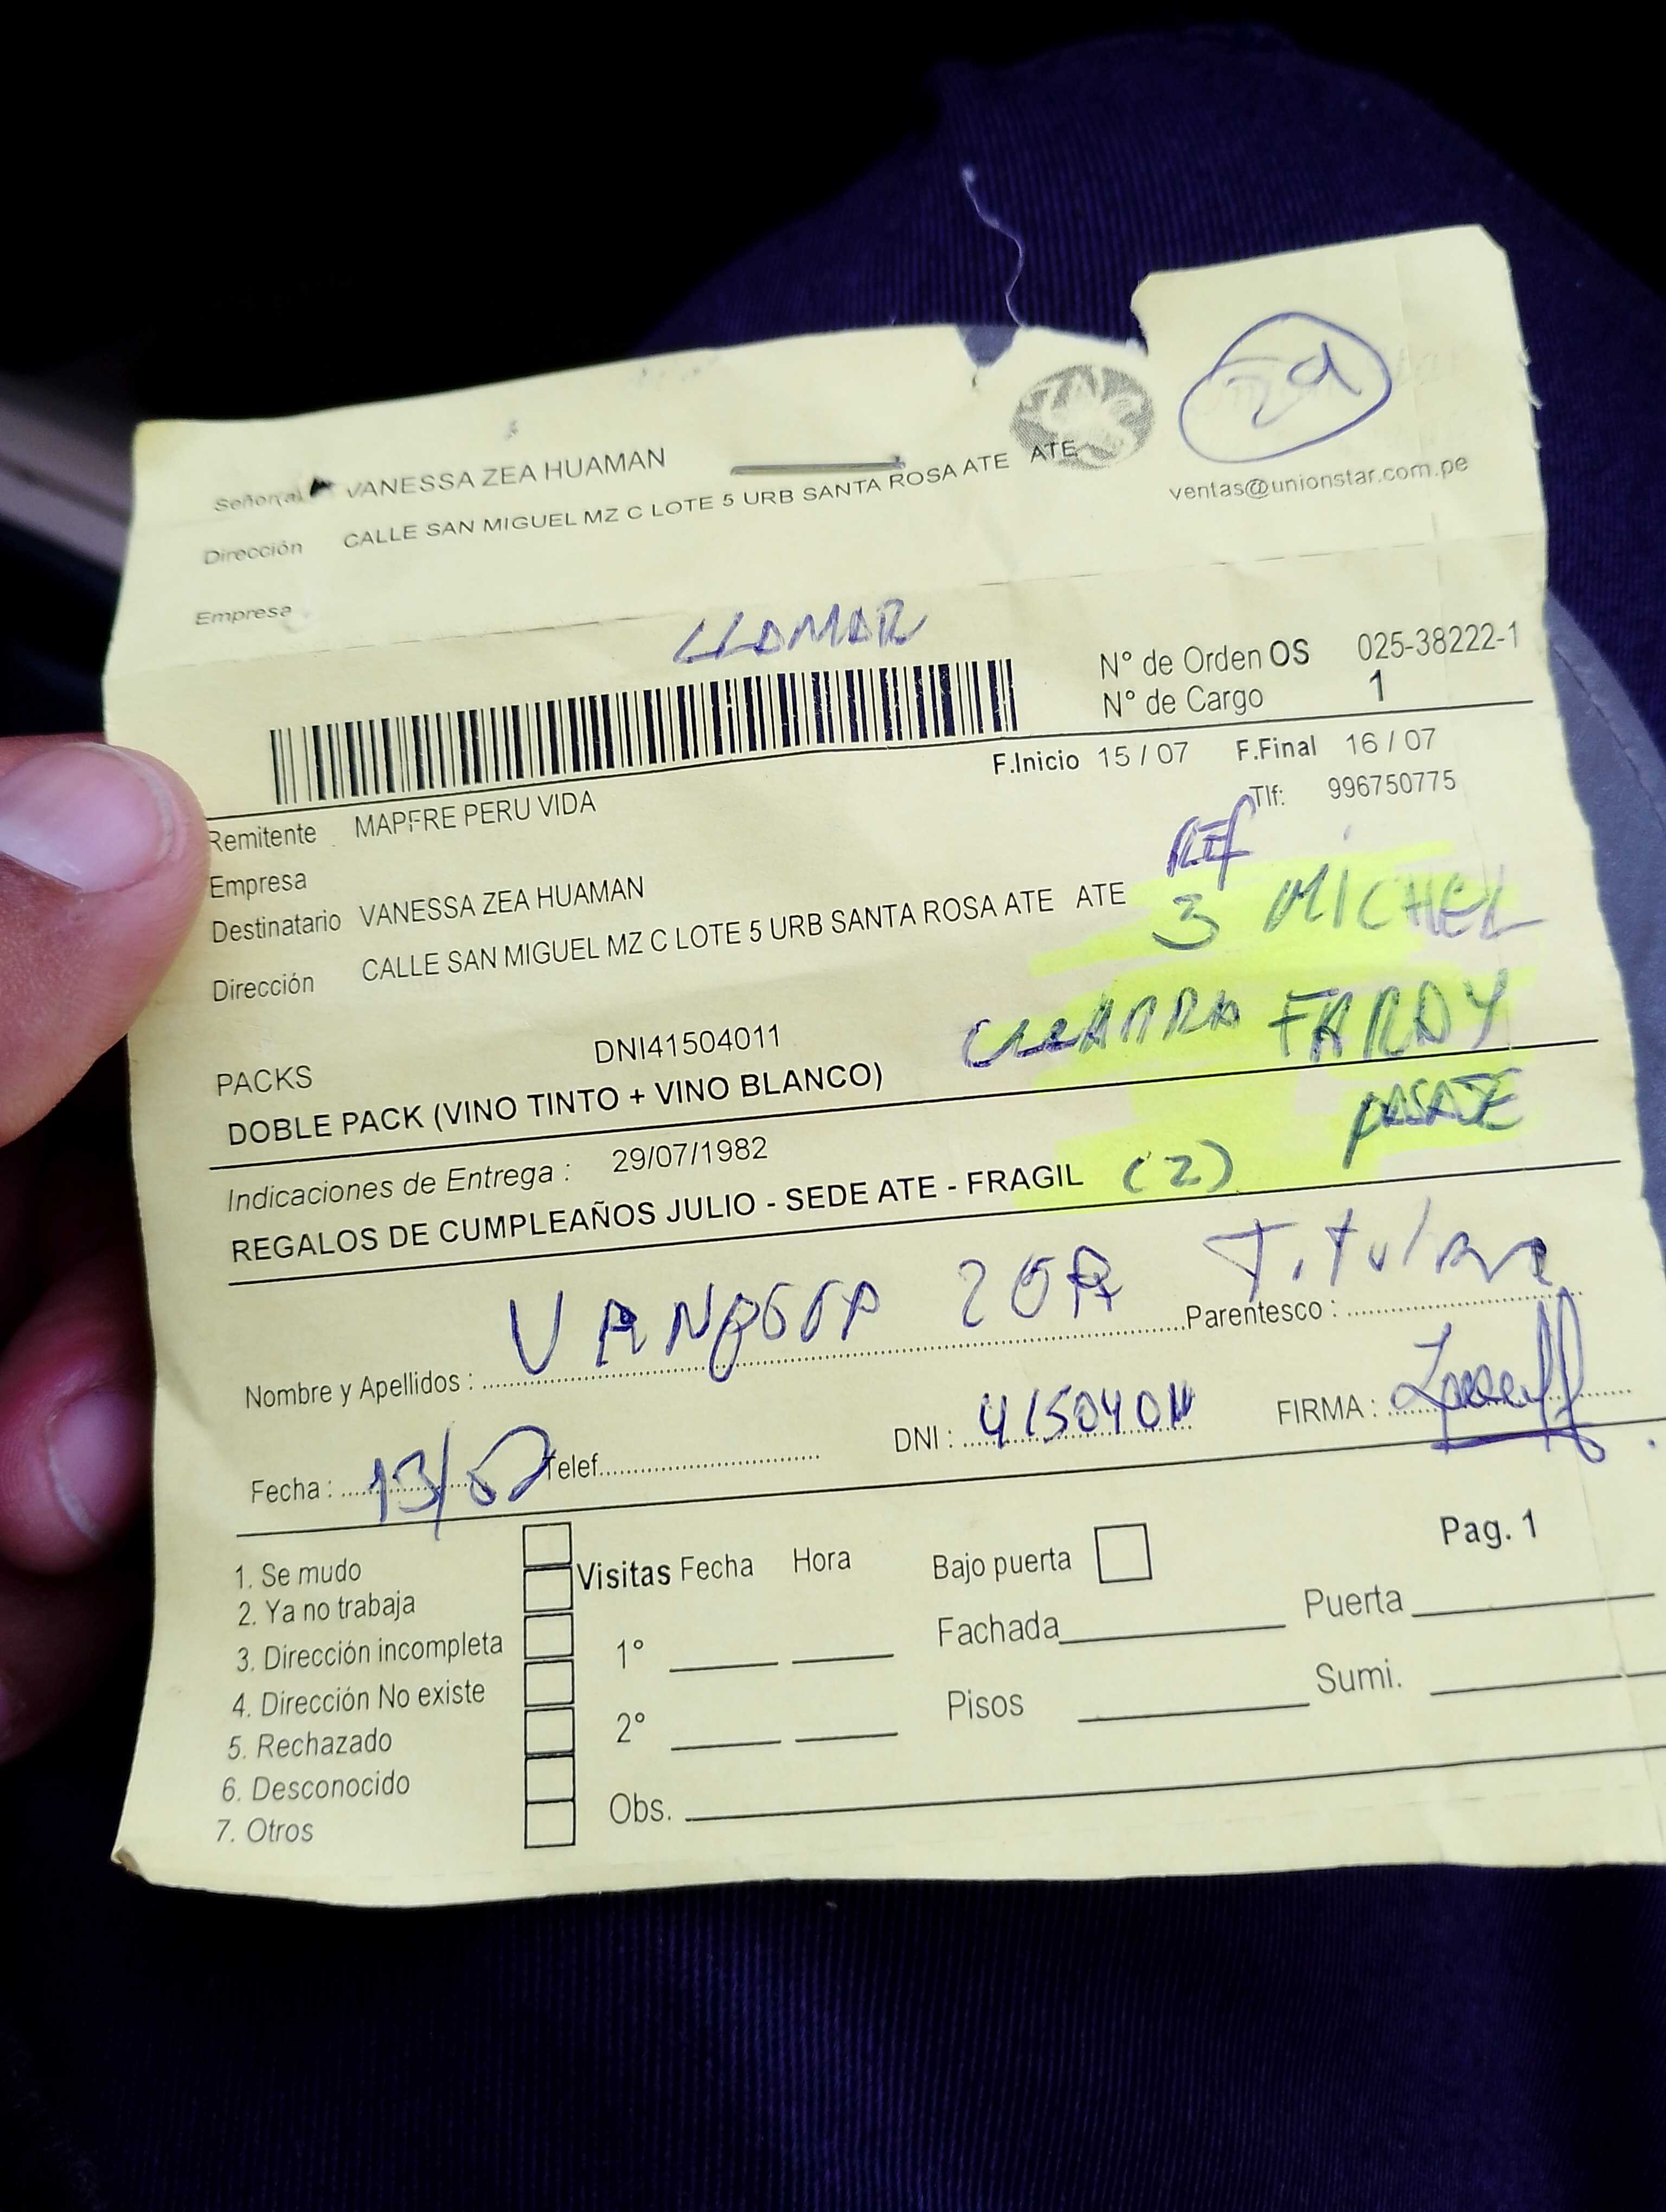 Señor(a) VANESSA ZEA HUAMAN
Dirección CALLE SAN MIGUEL MZ C LOTE 5 URB SANTA ROSA ATE ATE
ventas@unionstar.com.pe
Empresa
LLAMAR
N° de Orden OS 025-38222-1
N° de Cargo 1
F.Inicio 15 / 07 F.Final 16 / 07
Remitente MAPFRE PERU VIDA
Tlf: 996750775
Empresa
REF
Destinatario VANESSA ZEA HUAMAN
3 MICHEL
Dirección CALLE SAN MIGUEL MZ C LOTE 5 URB SANTA ROSA ATE ATE
FARDY
PACKS DNI41504011
DOBLE PACK (VINO TINTO + VINO BLANCO)
PASAJE
Indicaciones de Entrega : 29/07/1982
REGALOS DE CUMPLEAÑOS JULIO - SEDE ATE - FRAGIL (2)
Nombre y Apellidos : VANESSA ZEA Parentesco : Titular
Fecha : 13/07 Telef. DNI : 41504011 FIRMA :
Pag. 1
1. Se mudo
2. Ya no trabaja
3. Dirección incompleta
4. Dirección No existe
5. Rechazado
6. Desconocido
7. Otros
Visitas Fecha Hora
1°
2°
Obs.
Bajo puerta
Fachada Puerta
Pisos Sumi.